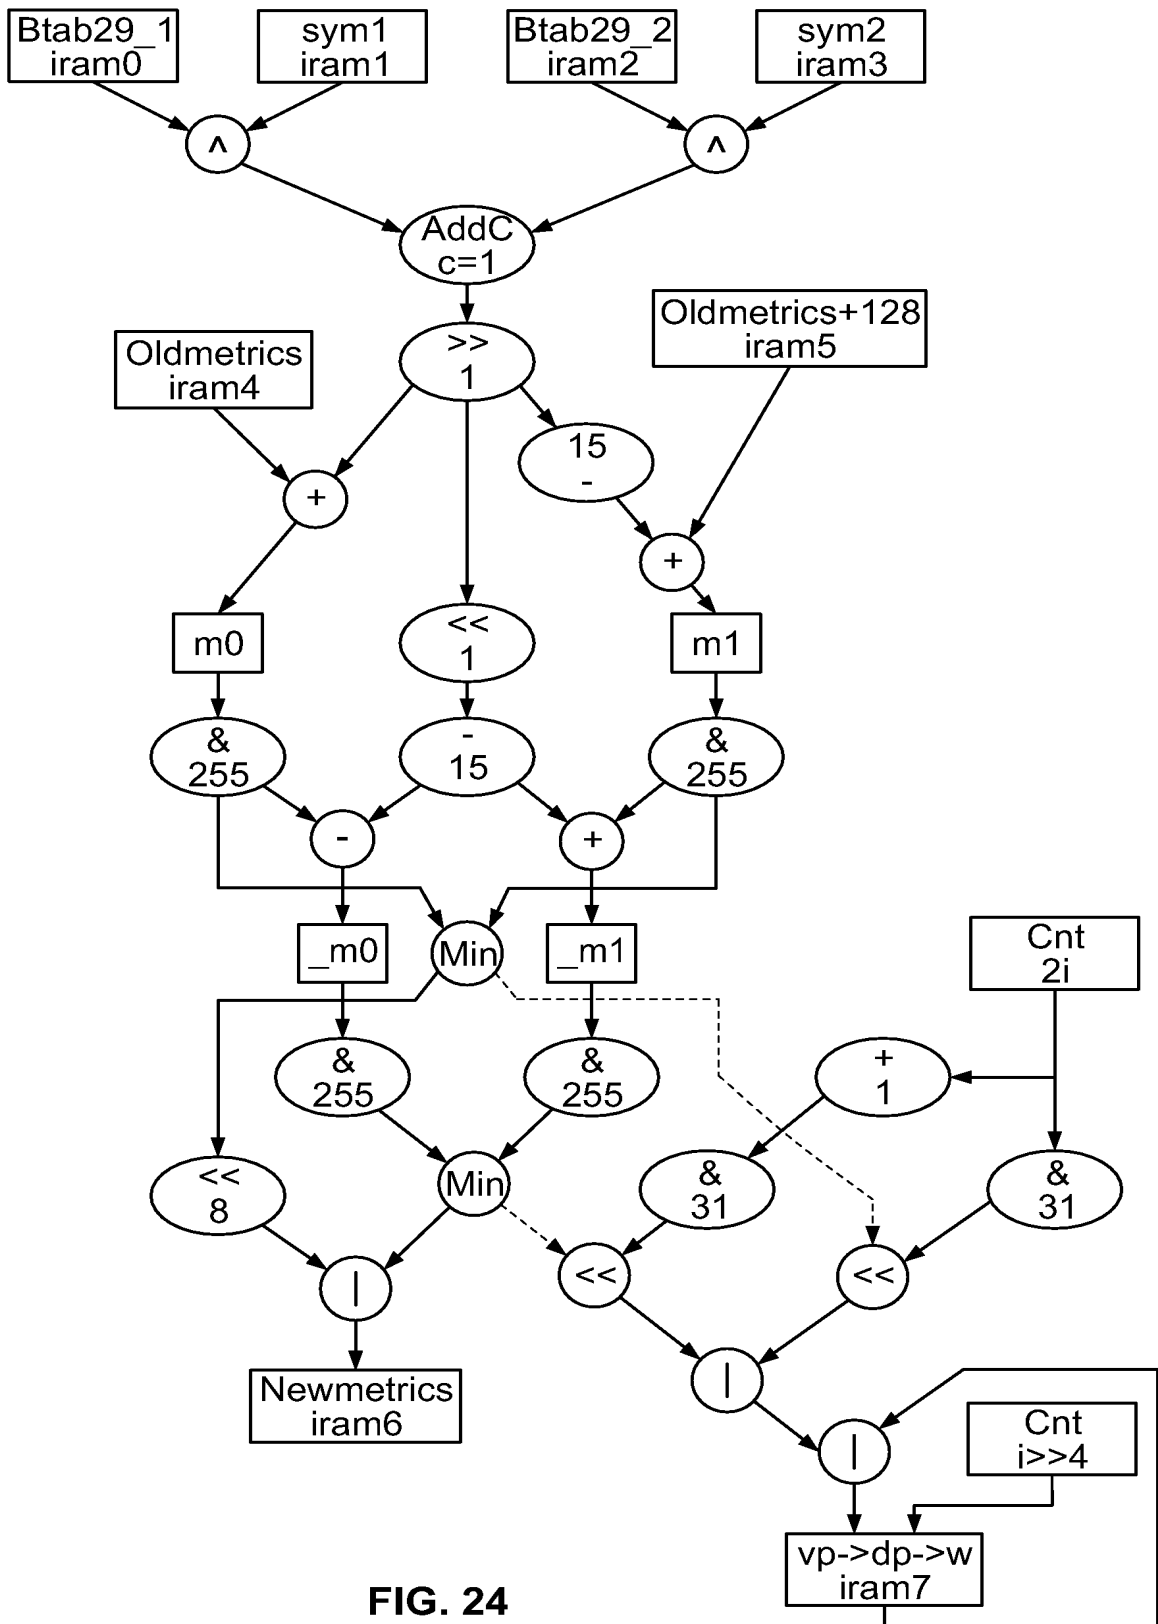 Btab29_1
iram0
sym1
iram1
Btab29_2
iram2
sym2
iram3
^
^
AddC
c=1
Oldmetrics+128
iram5
Oldmetrics
iram4
>>
1
15
-
+
+
m0
<<
1
m1
&
255
-
15
&
255
-
+
_m0
Min
_m1
Cnt
2i
&
255
&
255
+
1
<<
8
Min
&
31
&
31
|
<<
<<
Newmetrics
iram6
|
|
Cnt
i>>4
vp->dp->w
iram7
FIG. 24